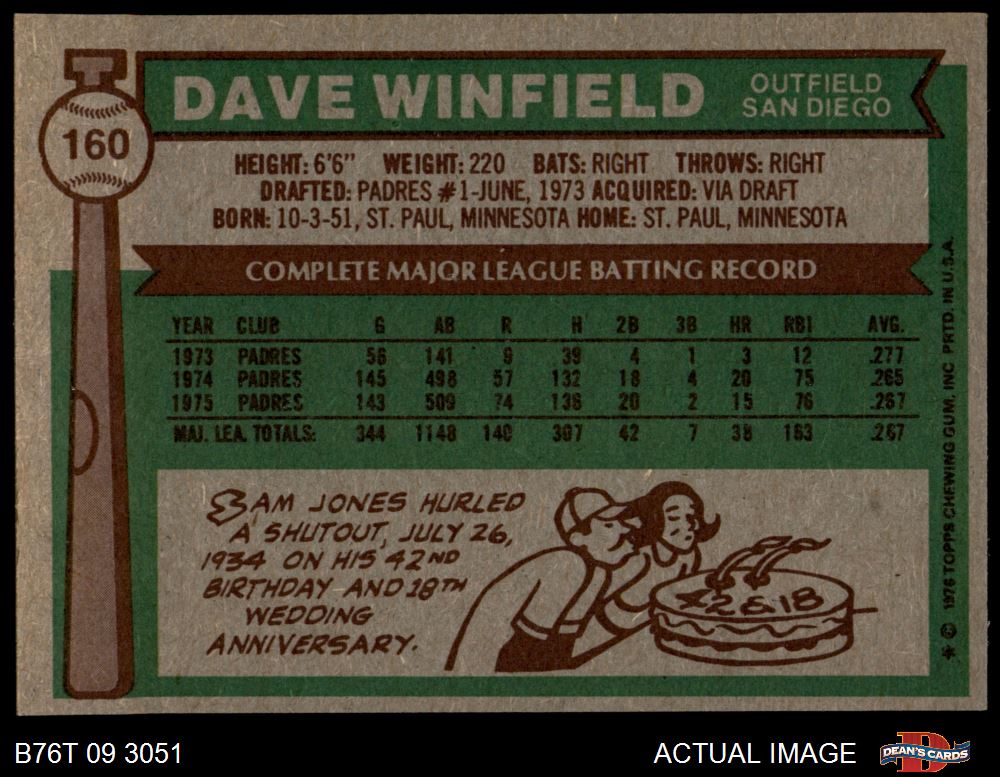 160
DAVE WINFIELD
OUTFIELD
SAN DIEGO
HEIGHT: 6'6" WEIGHT: 220 BATS: RIGHT THROWS: RIGHT
DRAFTED: PADRES #1-JUNE, 1973 ACQUIRED: VIA DRAFT
BORN: 10-3-51, ST. PAUL, MINNESOTA HOME: ST. PAUL, MINNESOTA
COMPLETE MAJOR LEAGUE BATTING RECORD
YEAR CLUB G AB R H 2B 3B HR RBI AVG.
1973 PADRES 56 141 9 39 4 1 3 12 .277
1974 PADRES 145 498 57 132 18 4 20 75 .265
1975 PADRES 143 509 74 136 20 2 15 76 .267
MAJ. LEA. TOTALS: 344 1148 140 307 42 7 38 163 .267
SAM JONES HURLED
A SHUTOUT, JULY 26,
1934 ON HIS 42ND
BIRTHDAY AND 18TH
WEDDING
ANNIVERSARY.
42 & 18
* © 1976 TOPPS CHEWING GUM, INC. PRTD. IN U.S.A.
B76T 09 3051
ACTUAL IMAGE
DEAN'S CARDS